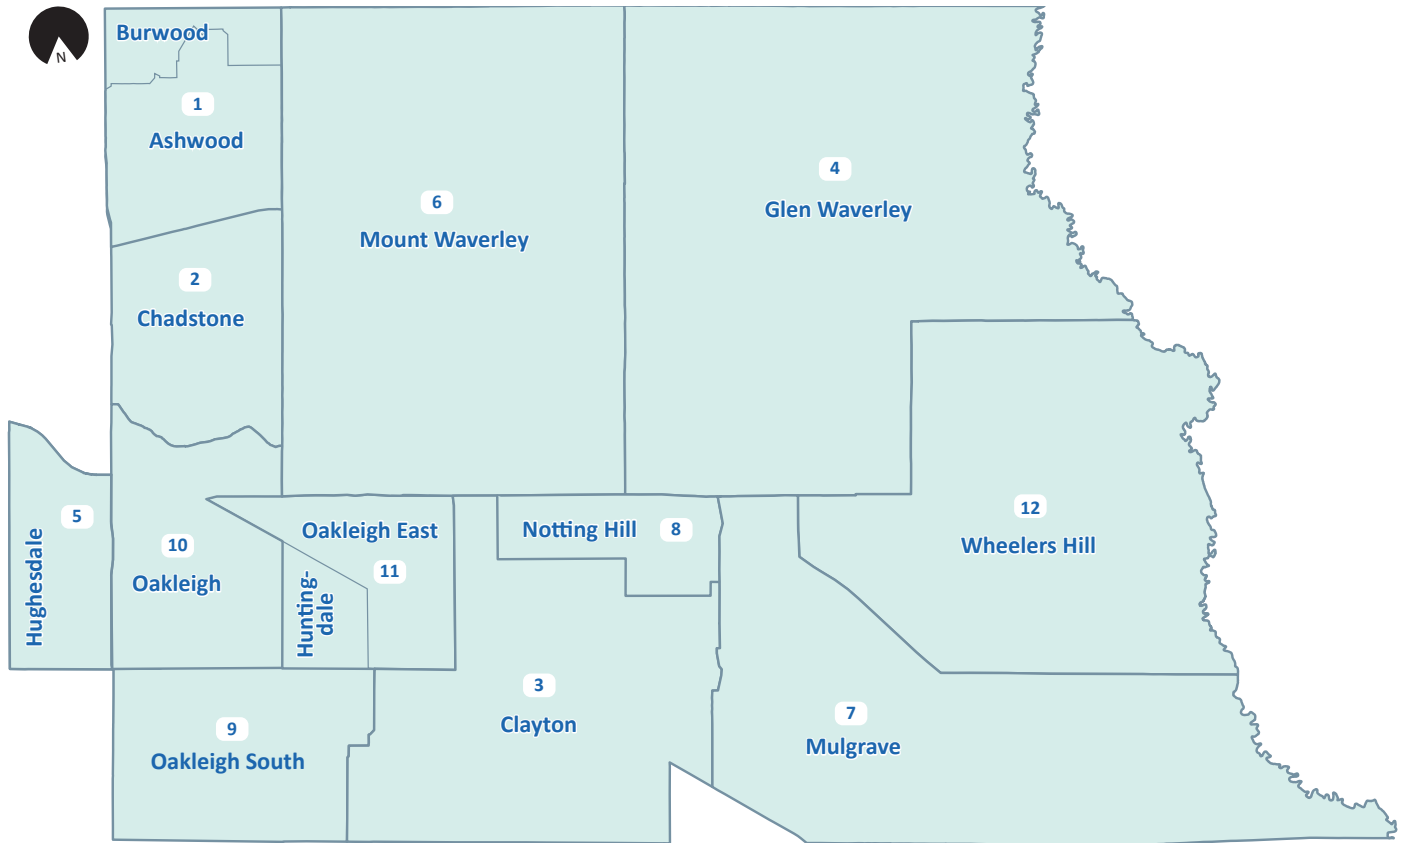 N
Burwood
1
Ashwood
6
Mount Waverley
4
Glen Waverley
2
Chadstone
5
Hughesdale
10
Oakleigh
Oakleigh East
11
Hunting-
dale
Notting Hill
8
12
Wheelers Hill
9
Oakleigh South
3
Clayton
7
Mulgrave